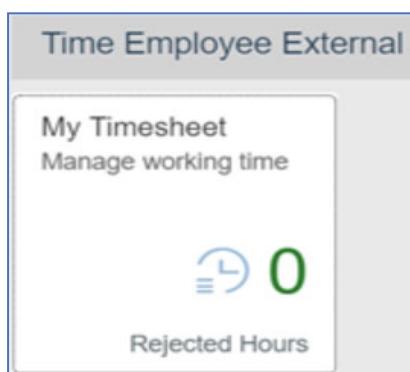 Time Employee External
My Timesheet
Manage working time
0
Rejected Hours